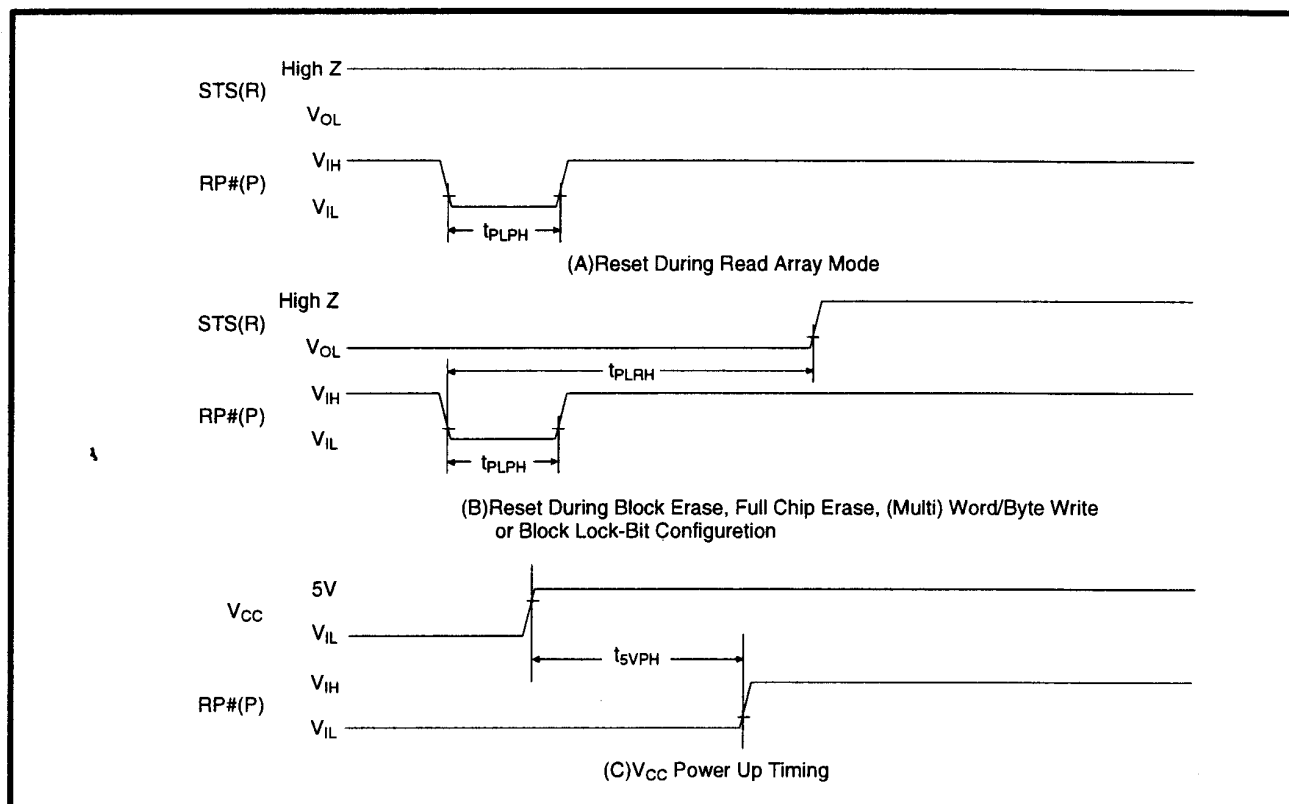 High Z
STS(R)
VOL
VIH
RP#(P)
VIL
tPLPH
(A)Reset During Read Array Mode
High Z
STS(R)
VOL
tPLRH
VIH
RP#(P)
VIL
tPLPH
(B)Reset During Block Erase, Full Chip Erase, (Multi) Word/Byte Write
or Block Lock-Bit Configuretion
5V
VCC
VIL
t5VPH
VIH
RP#(P)
VIL
(C)VCC Power Up Timing